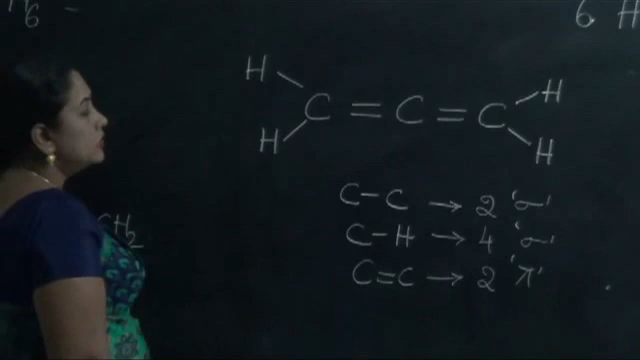 6 -
6. H
H H
C = C = C
H H
C-C → 2 'σ'
C-H → 4 'σ'
CH2
C=C → 2 'π'